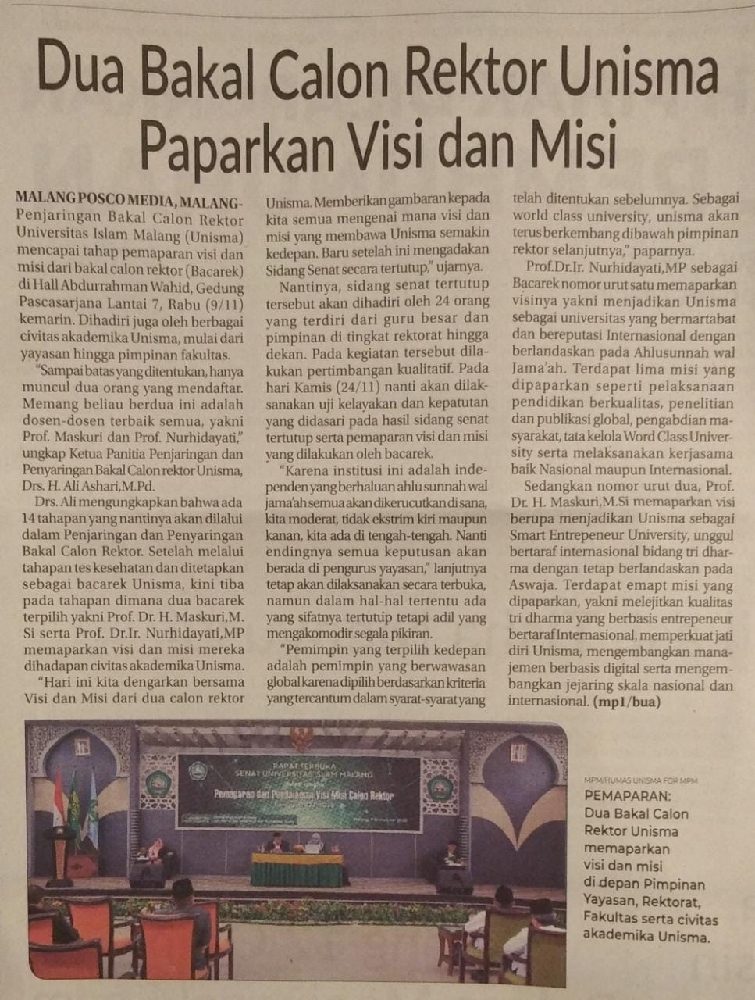 Dua Bakal Calon Rektor Unisma
Paparkan Visi dan Misi
MALANG POSCO MEDIA, MALANG-
Penjaringan Bakal Calon Rektor
Universitas Islam Malang (Unisma)
mencapai tahap pemaparan visi dan
misi dari bakal calon rektor (Bacarek)
di Hall Abdurrahman Wahid, Gedung
Pascasarjana Lantai 7, Rabu (9/11)
kemarin. Dihadiri juga oleh berbagai
civitas akademika Unisma, mulai dari
yayasan hingga pimpinan fakultas.
“Sampai batas yang ditentukan, hanya
muncul dua orang yang mendaftar.
Memang beliau berdua ini adalah
dosen-dosen terbaik semua, yakni
Prof. Maskuri dan Prof. Nurhidayati,”
ungkap Ketua Panitia Penjaringan dan
Penyaringan Bakal Calon rektor Unisma,
Drs. H. Ali Ashari,M.Pd.
Drs. Ali mengungkapkan bahwa ada
14 tahapan yang nantinya akan dilalui
dalam Penjaringan dan Penyaringan
Bakal Calon Rektor. Setelah melalui
tahapan tes kesehatan dan ditetapkan
sebagai bacarek Unisma, kini tiba
pada tahapan dimana dua bacarek
terpilih yakni Prof. Dr. H. Maskuri,M.
Si serta Prof. Dr.Ir. Nurhidayati,MP
memaparkan visi dan misi mereka
dihadapan civitas akademika Unisma.
“Hari ini kita dengarkan bersama
Visi dan Misi dari dua calon rektor
Unisma. Memberikan gambaran kepada
kita semua mengenai mana visi dan
misi yang membawa Unisma semakin
kedepan. Baru setelah ini mengadakan
Sidang Senat secara tertutup,” ujarnya.
Nantinya, sidang senat tertutup
tersebut akan dihadiri oleh 24 orang
yang terdiri dari guru besar dan
pimpinan di tingkat rektorat hingga
dekan. Pada kegiatan tersebut dila-
kukan pertimbangan kualitatif. Pada
hari Kamis (24/11) nanti akan dilak-
sanakan uji kelayakan dan kepatutan
yang didasari pada hasil sidang senat
tertutup serta pemaparan visi dan misi
yang dilakukan oleh bacarek.
“Karena institusi ini adalah inde-
penden yang berhaluan ahlu sunnah wal
jama’ah semua akan dikerucutkan di sana,
kita moderat, tidak ekstrim kiri maupun
kanan, kita ada di tengah-tengah. Nanti
endingnya semua keputusan akan
berada di pengurus yayasan,” lanjutnya
tetap akan dilaksanakan secara terbuka,
namun dalam hal-hal tertentu ada
yang sifatnya tertutup tetapi adil yang
mengakomodir segala pikiran.
“Pemimpin yang terpilih kedepan
adalah pemimpin yang berwawasan
global karena dipilih berdasarkan kriteria
yang tercantum dalam syarat-syarat yang
telah ditentukan sebelumnya. Sebagai
world class university, unisma akan
terus berkembang dibawah pimpinan
rektor selanjutnya,” paparnya.
Prof.Dr.Ir. Nurhidayati,MP sebagai
Bacarek nomor urut satu memaparkan
visinya yakni menjadikan Unisma
sebagai universitas yang bermartabat
dan bereputasi Internasional dengan
berlandaskan pada Ahlusunnah wal
Jama’ah. Terdapat lima misi yang
dipaparkan seperti pelaksanaan
pendidikan berkualitas, penelitian
dan publikasi global, pengabdian ma-
syarakat, tata kelola Word Class Univer-
sity serta melaksanakan kerjasama
baik Nasional maupun Internasional.
Sedangkan nomor urut dua, Prof.
Dr. H. Maskuri,M.Si memaparkan visi
berupa menjadikan Unisma sebagai
Smart Entrepeneur University, unggul
bertaraf internasional bidang tri dhar-
ma dengan tetap berlandaskan pada
Aswaja. Terdapat emapt misi yang
dipaparkan, yakni melejitkan kualitas
tri dharma yang berbasis entrepeneur
bertaraf Internasional, memperkuat jati
diri Unisma, mengembangkan mana-
jemen berbasis digital serta mengem-
bangkan jejaring skala nasional dan
internasional. (mp1/bua)
RAPAT TERBUKA
SENAT UNIVERSITAS ISLAM MALANG
Pemaparan dan Pendalaman Visi Misi Calon Rektor
MPM/HUMAS UNISMA FOR MPM
PEMAPARAN:
Dua Bakal Calon
Rektor Unisma
memaparkan
visi dan misi
di depan Pimpinan
Yayasan, Rektorat,
Fakultas serta civitas
akademika Unisma.